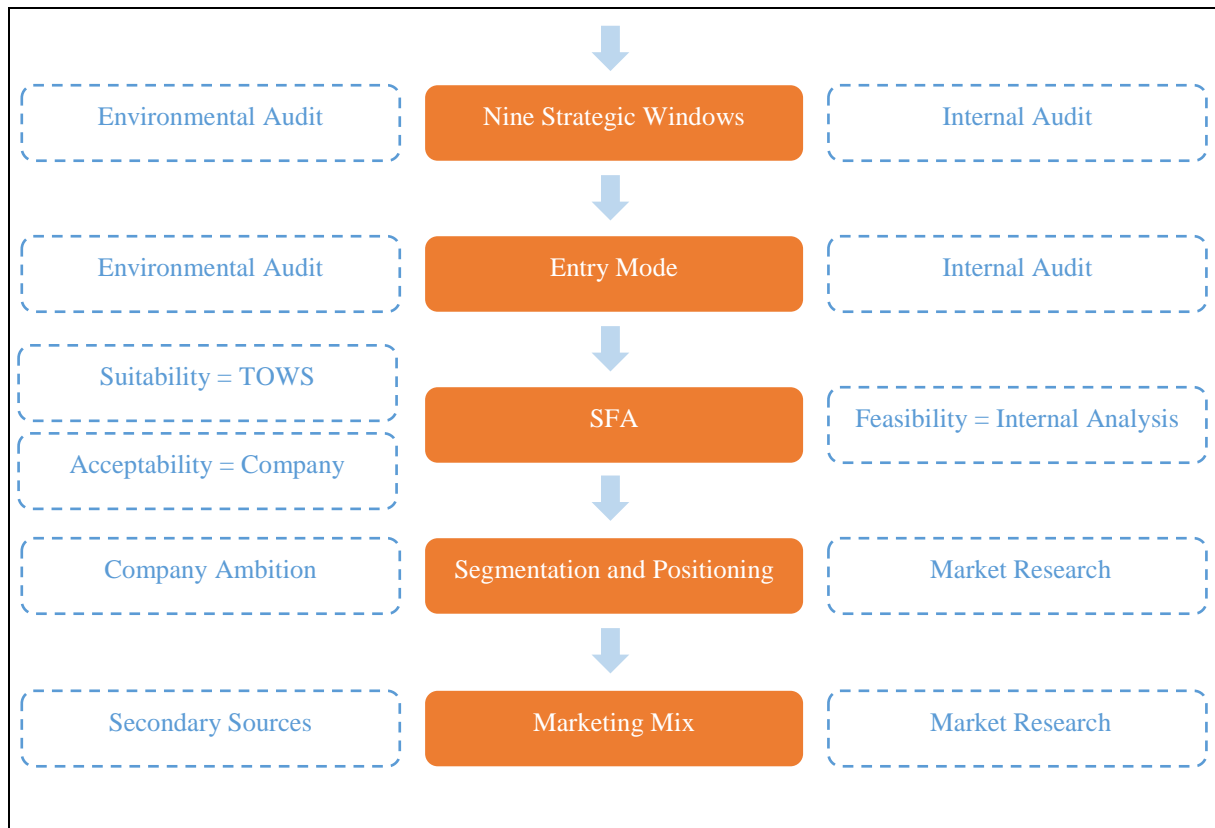 Environmental Audit
Nine Strategic Windows
Internal Audit
Environmental Audit
Entry Mode
Internal Audit
Suitability = TOWS
Acceptability = Company
SFA
Feasibility = Internal Analysis
Company Ambition
Segmentation and Positioning
Market Research
Secondary Sources
Marketing Mix
Market Research